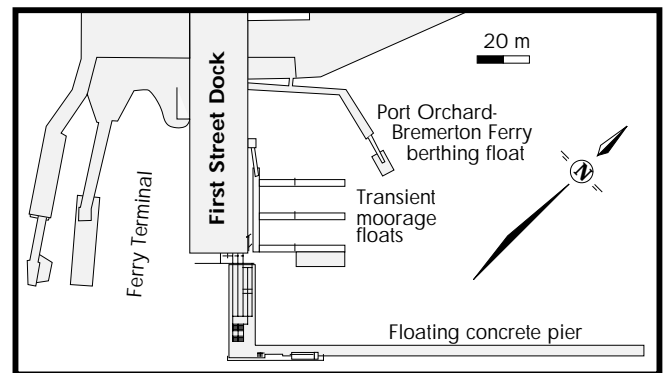 20 m
First Street Dock
Port Orchard-
Bremerton Ferry
berthing float
N
Transient
moorage
floats
Ferry Terminal
Floating concrete pier